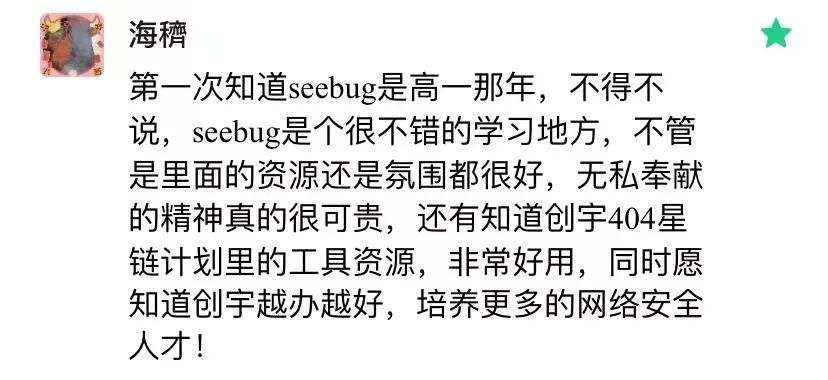 海穧
第一次知道seebug是高一那年，不得不
说，seebug是个很不错的学习地方，不管
是里面的资源还是氛围都很好，无私奉献
的精神真的很可贵，还有知道创宇404星
链计划里的工具资源，非常好用，同时愿
知道创宇越办越好，培养更多的网络安全
人才！